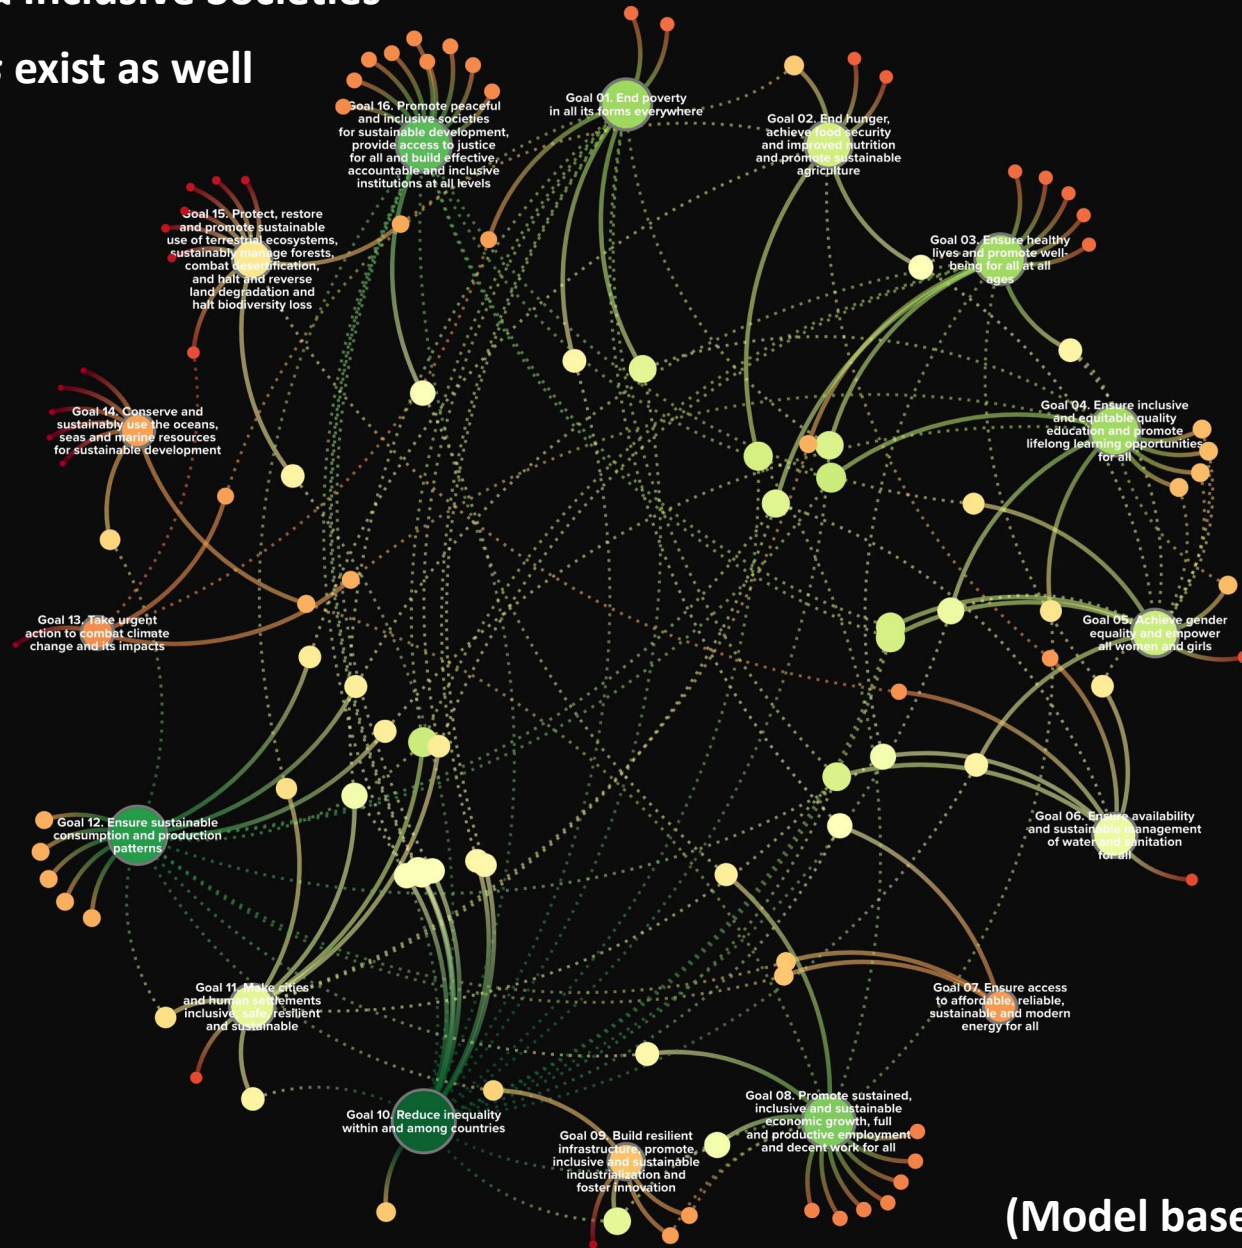 Inclusive Societies
exist as well
Goal 16. Promote peaceful
and inclusive societies
for sustainable development,
provide access to justice
for all and build effective,
accountable and inclusive
institutions at all levels
Goal 01. End poverty
in all its forms everywhere
Goal 02. End hunger,
achieve food security
and improved nutrition
and promote sustainable
agriculture
Goal 15. Protect, restore
and promote sustainable
use of terrestrial ecosystems,
sustainably manage forests,
combat desertification,
and halt and reverse
land degradation and
halt biodiversity loss
Goal 03. Ensure healthy
lives and promote well-
being for all at all
ages
Goal 14. Conserve and
sustainably use the oceans,
seas and marine resources
for sustainable development
Goal 04. Ensure inclusive
and equitable quality
education and promote
lifelong learning opportunities
for all
Goal 13. Take urgent
action to combat climate
change and its impacts
Goal 05. Achieve gender
equality and empower
all women and girls
Goal 12. Ensure sustainable
consumption and production
patterns
Goal 06. Ensure availability
and sustainable management
of water and sanitation
for all
Goal 11. Make cities
and human settlements
inclusive, safe, resilient
and sustainable
Goal 07. Ensure access
to affordable, reliable,
sustainable and modern
energy for all
Goal 10. Reduce inequality
within and among countries
Goal 09. Build resilient
infrastructure, promote
inclusive and sustainable
industrialization and
foster innovation
Goal 08. Promote sustained,
inclusive and sustainable
economic growth, full
and productive employment
and decent work for all
(Model base